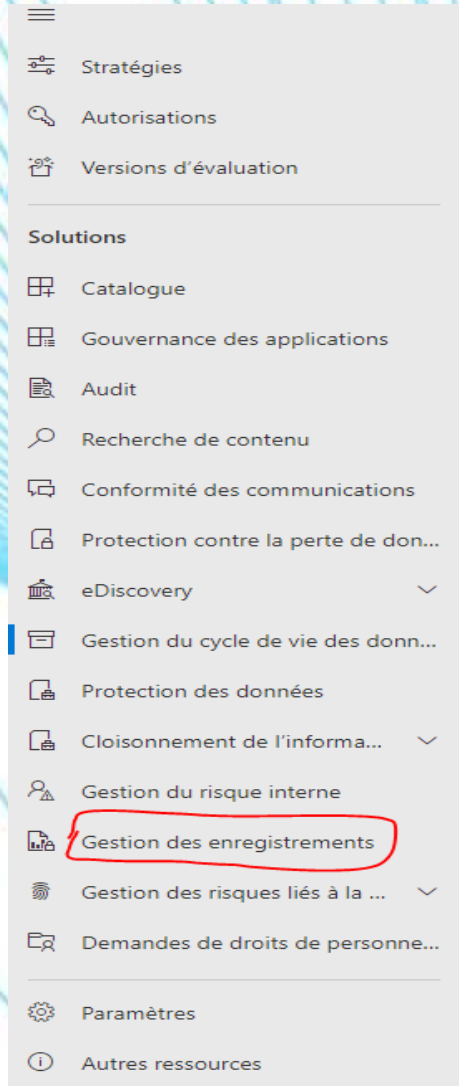 Stratégies
Autorisations
Versions d'évaluation
Solutions
Catalogue
Gouvernance des applications
Audit
Recherche de contenu
Conformité des communications
Protection contre la perte de don...
eDiscovery
Gestion du cycle de vie des donn...
Protection des données
Cloisonnement de l'informa...
Gestion du risque interne
Gestion des enregistrements
Gestion des risques liés à la ...
Demandes de droits de personne...
Paramètres
Autres ressources